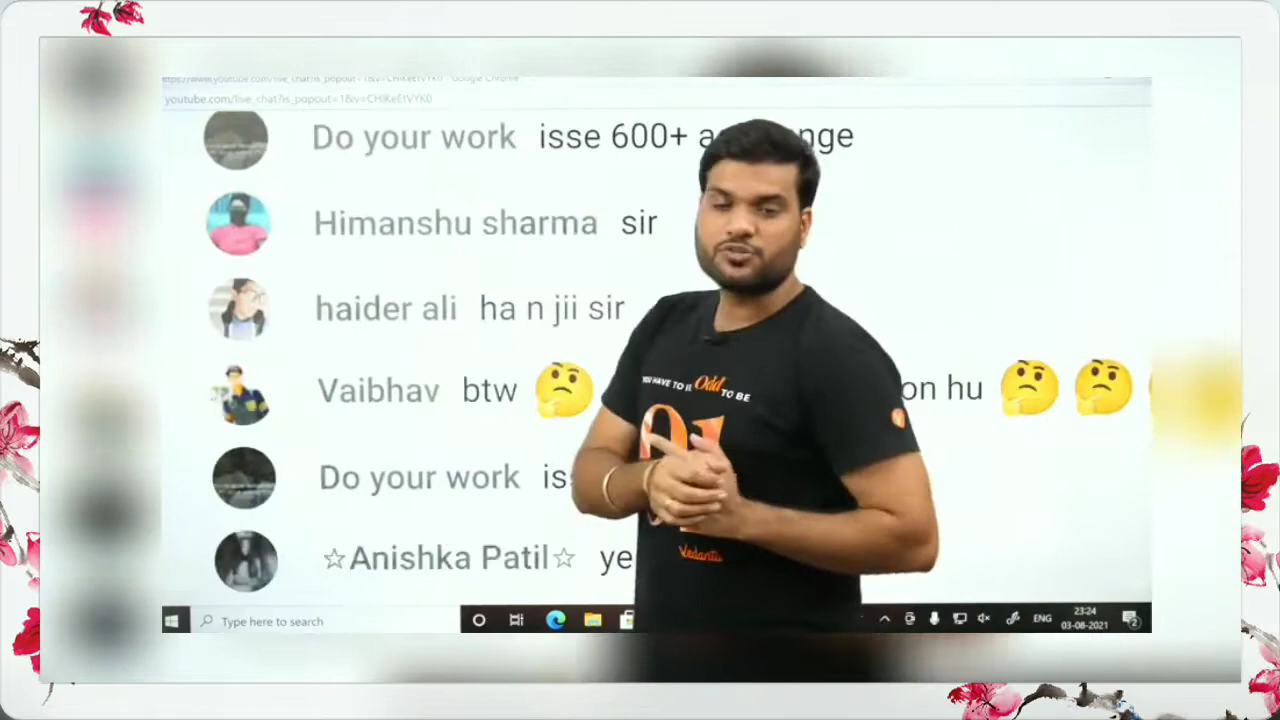 youtube.com/live_chat?is_popout=1&v=CHIKeEtVYK0
Do your work isse 600+ nge
Himanshu sharma sir
haider ali ha n jii sir
Vaibhav btw 🤔 on hu 🤔 🤔
Do your work
☆Anishka Patil☆ ye
YOU HAVE TO BE Odd TO BE
01
Vedantu
Type here to search
ENG
23:24
03-08-2021
2